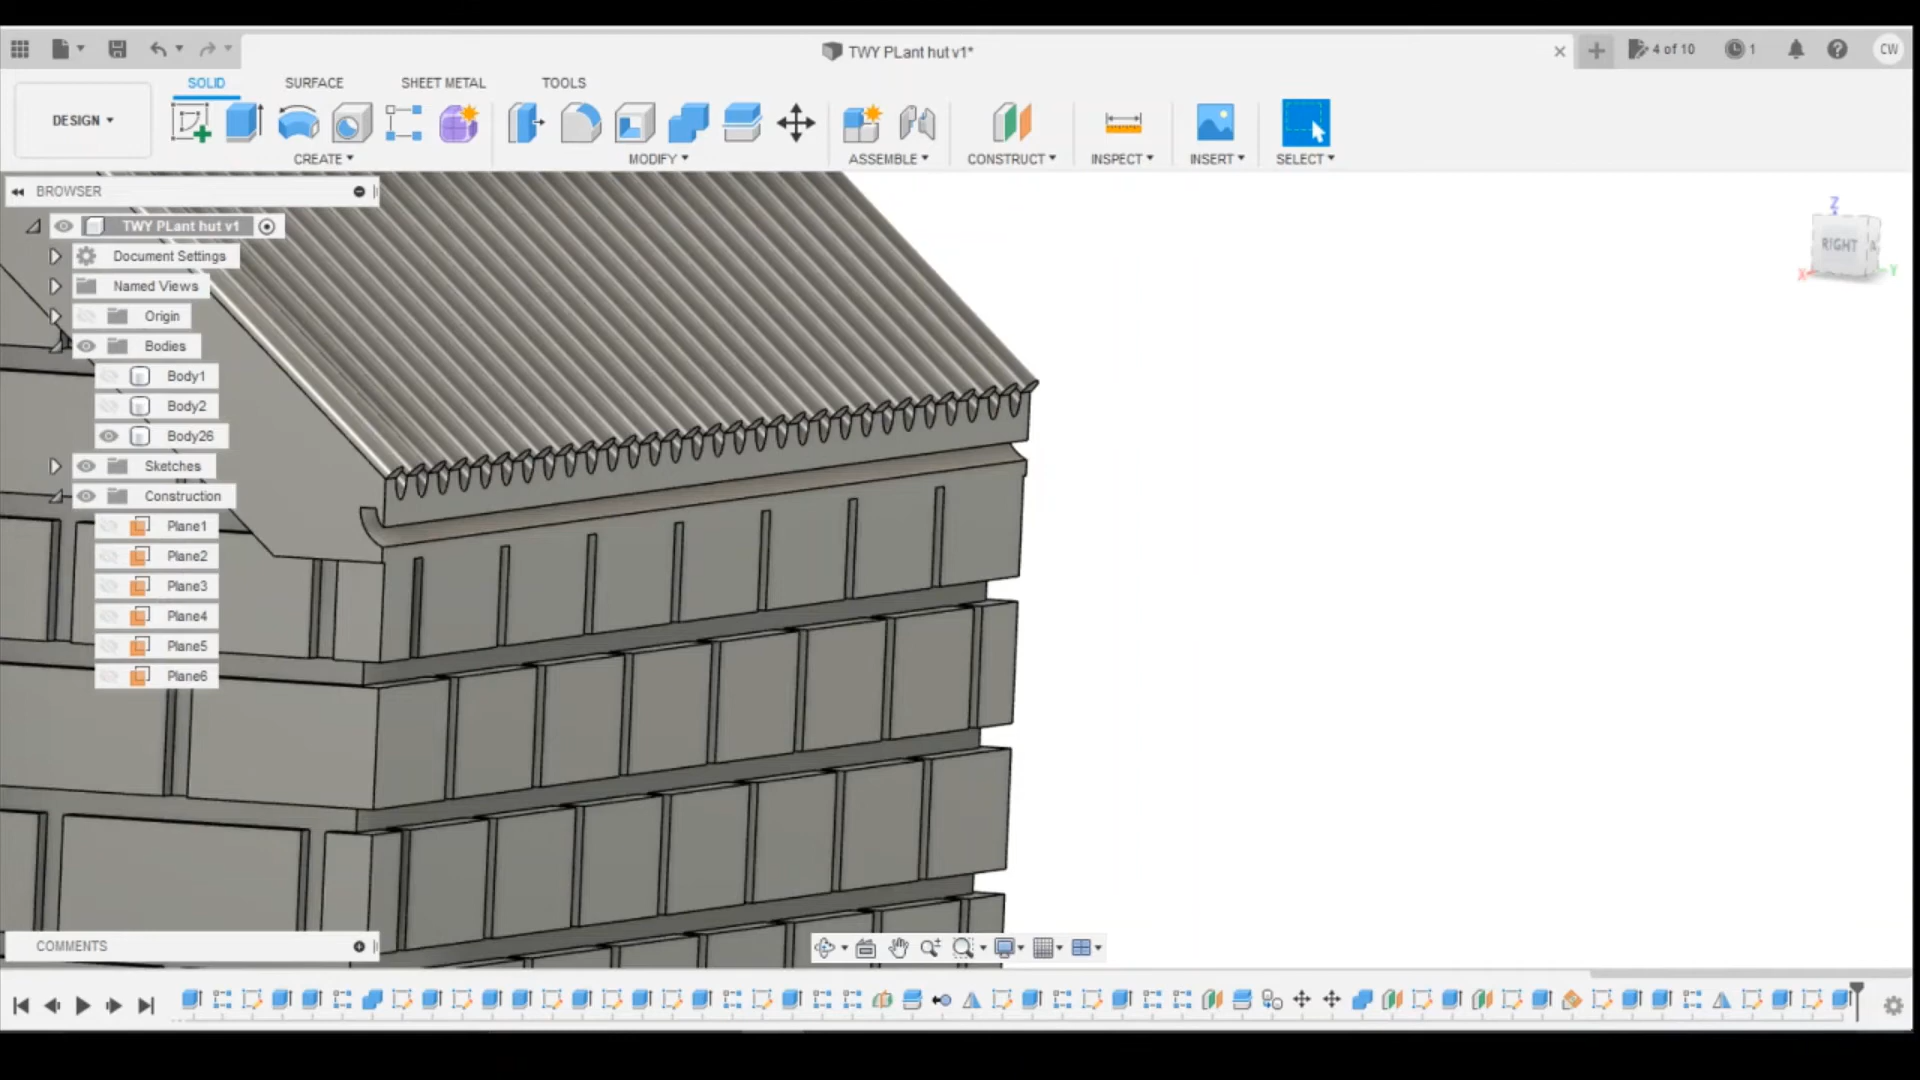 TWY PLant hut v1*
4 of 10
1
CW
DESIGN
SOLID
SURFACE
SHEET METAL
TOOLS
CREATE
MODIFY
ASSEMBLE
CONSTRUCT
INSPECT
INSERT
SELECT
BROWSER
TWY PLant hut v1
Document Settings
Named Views
Origin
Bodies
Body1
Body2
Body26
Sketches
Construction
Plane1
Plane2
Plane3
Plane4
Plane5
Plane6
Z
RIGHT
X
Y
COMMENTS